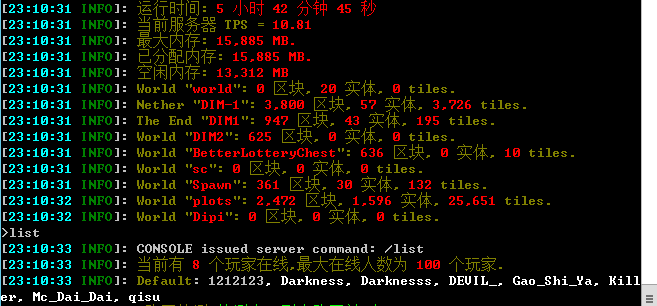 [23:10:31 INFO]: 运行时间: 5 小时 42 分钟 45 秒
[23:10:31 INFO]: 当前服务器 TPS = 10.81
[23:10:31 INFO]: 最大内存: 15,885 MB.
[23:10:31 INFO]: 已分配内存: 15,885 MB.
[23:10:31 INFO]: 空闲内存: 13,312 MB
[23:10:31 INFO]: World "world": 0 区块, 20 实体, 0 tiles.
[23:10:31 INFO]: Nether "DIM-1": 3,800 区块, 57 实体, 3,726 tiles.
[23:10:31 INFO]: The End "DIM1": 947 区块, 43 实体, 195 tiles.
[23:10:31 INFO]: World "DIM2": 625 区块, 0 实体, 0 tiles.
[23:10:31 INFO]: World "BetterLotteryChest": 636 区块, 0 实体, 10 tiles.
[23:10:31 INFO]: World "sc": 0 区块, 0 实体, 0 tiles.
[23:10:31 INFO]: World "Spawn": 361 区块, 30 实体, 132 tiles.
[23:10:32 INFO]: World "plots": 2,472 区块, 1,596 实体, 25,651 tiles.
[23:10:32 INFO]: World "Dipi": 0 区块, 0 实体, 0 tiles.
>list
[23:10:33 INFO]: CONSOLE issued server command: /list
[23:10:33 INFO]: 当前有 8 个玩家在线,最大在线人数为 100 个玩家.
[23:10:33 INFO]: Default: 1212123, Darkness, Darknesss, DEVIL_, Gao_Shi_Ya, Kill
er, Mc_Dai_Dai, qisu